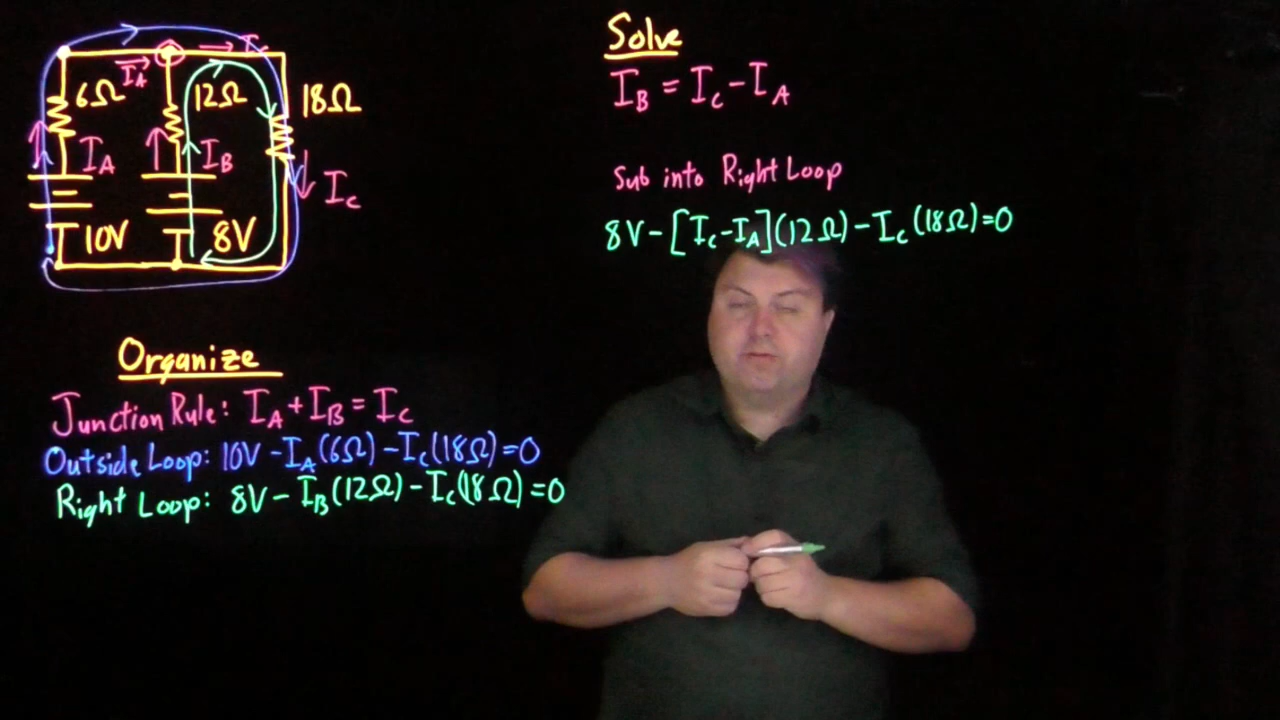 I_C
I_A
6Ω 12Ω 18Ω
I_A I_B I_C
10V 8V
Solve
I_B = I_C - I_A
Sub into Right Loop
8V - [I_C - I_A](12Ω) - I_C(18Ω) = 0
Organize
Junction Rule: I_A + I_B = I_C
Outside Loop: 10V - I_A(6Ω) - I_C(18Ω) = 0
Right Loop: 8V - I_B(12Ω) - I_C(18Ω) = 0